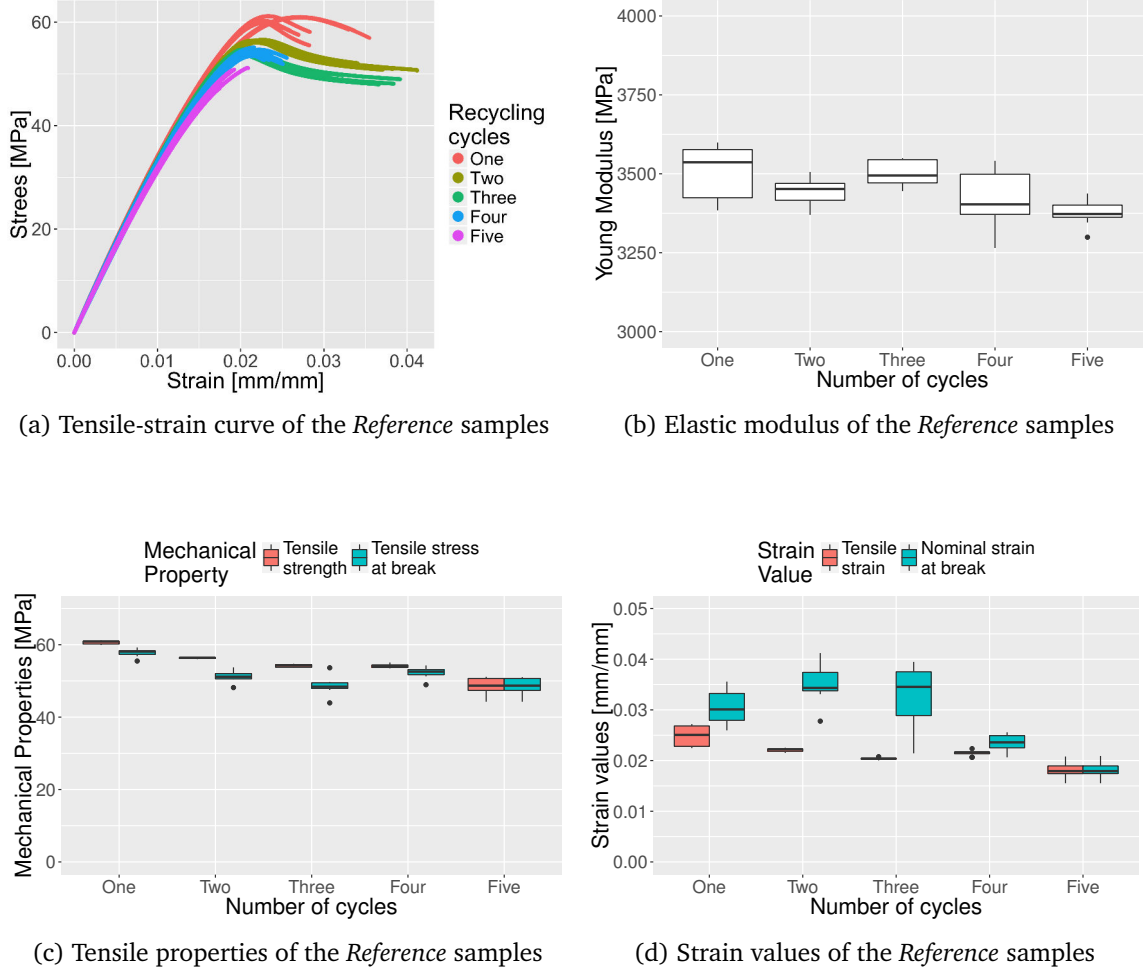 60
40
20
0
Strees [MPa]
0.00 0.01 0.02 0.03 0.04
Strain [mm/mm]
Recycling
cycles
One
Two
Three
Four
Five
(a) Tensile-strain curve of the Reference samples
4000
3750
3500
3250
3000
Young Modulus [MPa]
One Two Three Four Five
Number of cycles
(b) Elastic modulus of the Reference samples
Mechanical
Property
Tensile
strength
Tensile stress
at break
60
40
20
0
Mechanical Properties [MPa]
One Two Three Four Five
Number of cycles
(c) Tensile properties of the Reference samples
Strain
Value
Tensile
strain
Nominal strain
at break
0.05
0.04
0.03
0.02
0.01
0.00
Strain values [mm/mm]
One Two Three Four Five
Number of cycles
(d) Strain values of the Reference samples